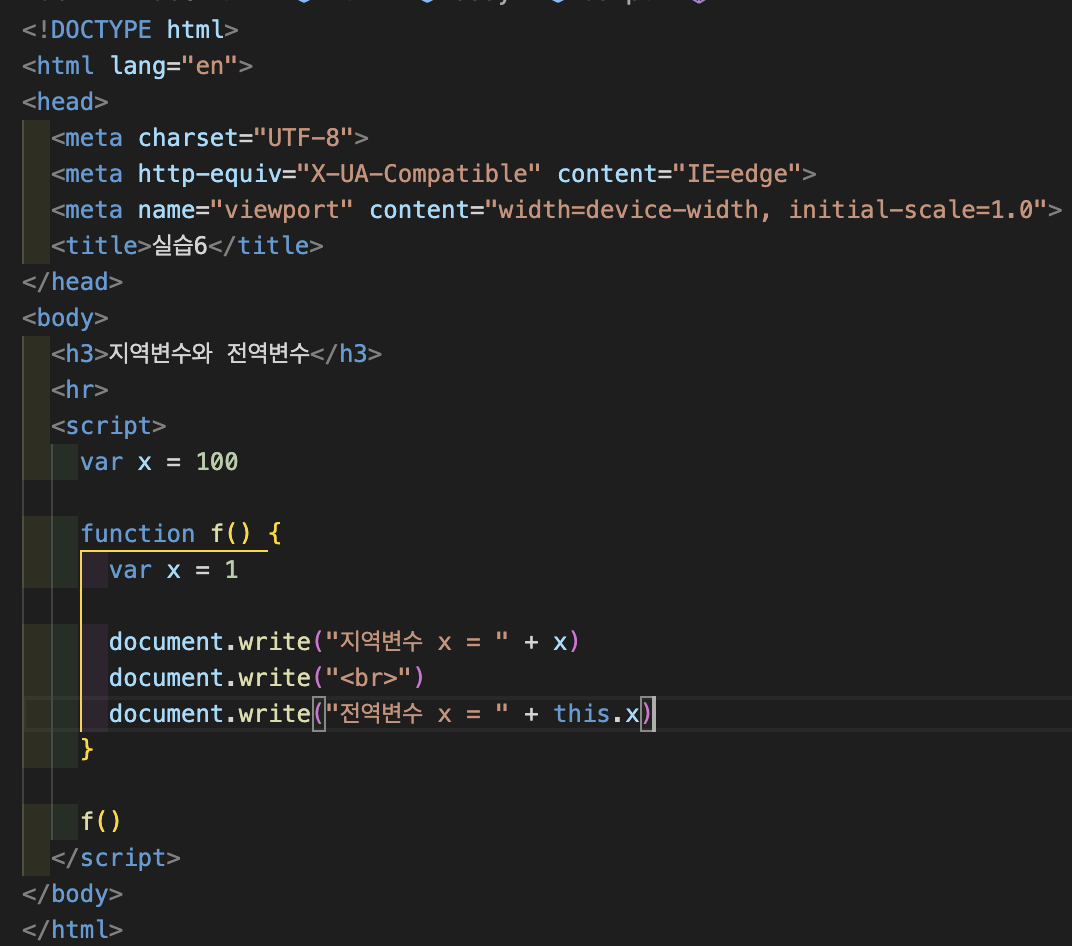 <!DOCTYPE html>
<html lang="en">
<head>
<meta charset="UTF-8">
<meta http-equiv="X-UA-Compatible" content="IE=edge">
<meta name="viewport" content="width=device-width, initial-scale=1.0">
<title>실습6</title>
</head>
<body>
<h3>지역변수와 전역변수</h3>
<hr>
<script>
var x = 100
function f() {
var x = 1
document.write("지역변수 x = " + x)
document.write("<br>")
document.write("전역변수 x = " + this.x)
}
f()
</script>
</body>
</html>